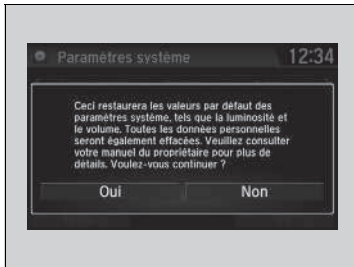 Paramètres système
12:34
Ceci restaurera les valeurs par défaut des
paramètres système, tels que la luminosité et
le volume. Toutes les données personnelles
seront également effacées. Veuillez consulter
votre manuel du propriétaire pour plus de
détails. Voulez-vous continuer ?
Oui
Non